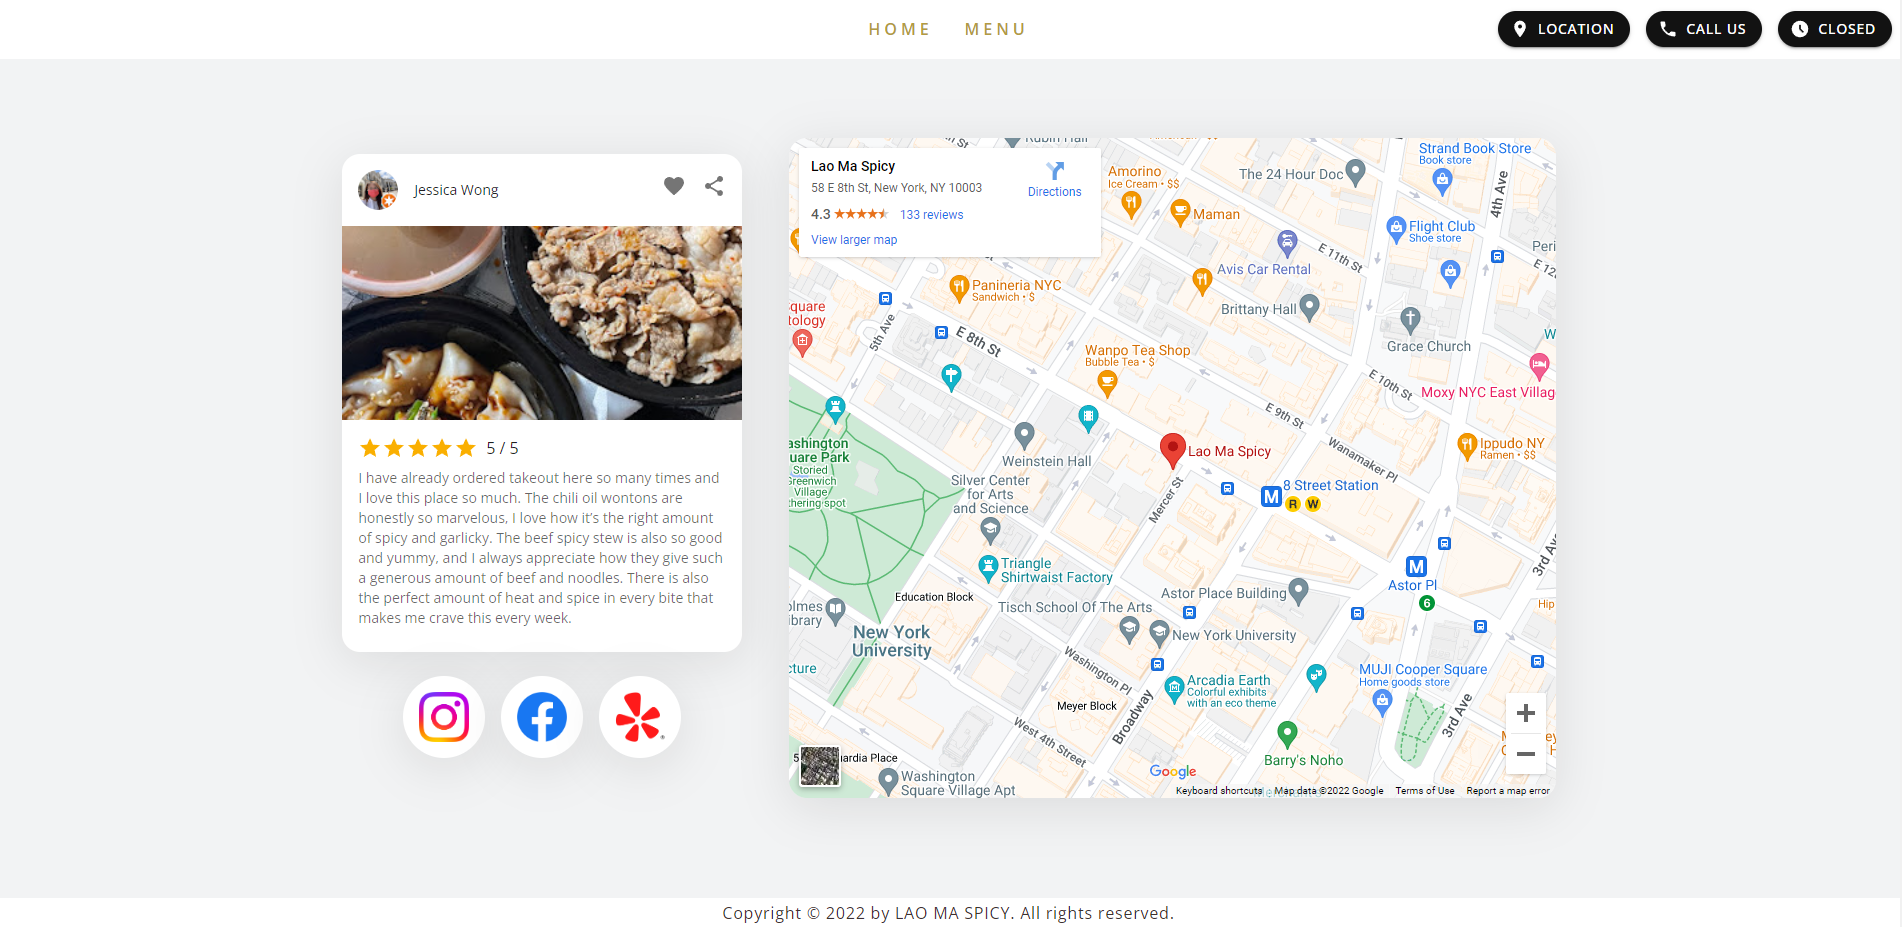 HOME MENU
LOCATION
CALL US
CLOSED
Jessica Wong
5 / 5
I have already ordered takeout here so many times and
I love this place so much. The chili oil wontons are
honestly so marvelous, I love how it's the right amount
of spicy and garlicky. The beef spicy stew is also so good
and yummy, and I always appreciate how they give such
a generous amount of beef and noodles. There is also
the perfect amount of heat and spice in every bite that
makes me crave this every week.
Lao Ma Spicy
58 E 8th St, New York, NY 10003
Directions
4.3
133 reviews
View larger map
E 11th St
Rubin Hall
Amorino
Ice Cream • $$
The 24 Hour Doc
Strand Book Store
Book store
4th Ave
Maman
Flight Club
Shoe store
E 11th St
Peri
E 12t
Avis Car Rental
Panineria NYC
Sandwich • $
Brittany Hall
quare
tology
5th Ave
E 8th St
Grace Church
W
Wanpo Tea Shop
Bubble Tea • $
E 10th St
Moxy NYC East Villag
E 9th St
ashington
uare Park
Storied
Greenwich
Village
thering spot
Weinstein Hall
Lao Ma Spicy
Wanamaker Pl
Ippudo NY
Ramen • $$
Silver Center
for Arts
and Science
Mercer St
M
8 Street Station
R W
3rd Av
Triangle
Shirtwaist Factory
M
Astor Pl
6
Education Block
Tisch School Of The Arts
Astor Place Building
Hip
olmes
ibrary
New York
University
New York University
cture
Washington Pl
MUJI Cooper Square
Home goods store
Arcadia Earth
Colorful exhibits
with an eco theme
Meyer Block
Broadway
3rd Ave
West 4th Street
5
ardia Place
Barry's Noho
Google
Washington
Square Village Apt
Keyboard shortcuts
Map data ©2022 Google
Terms of Use
Report a map error
Copyright © 2022 by LAO MA SPICY. All rights reserved.